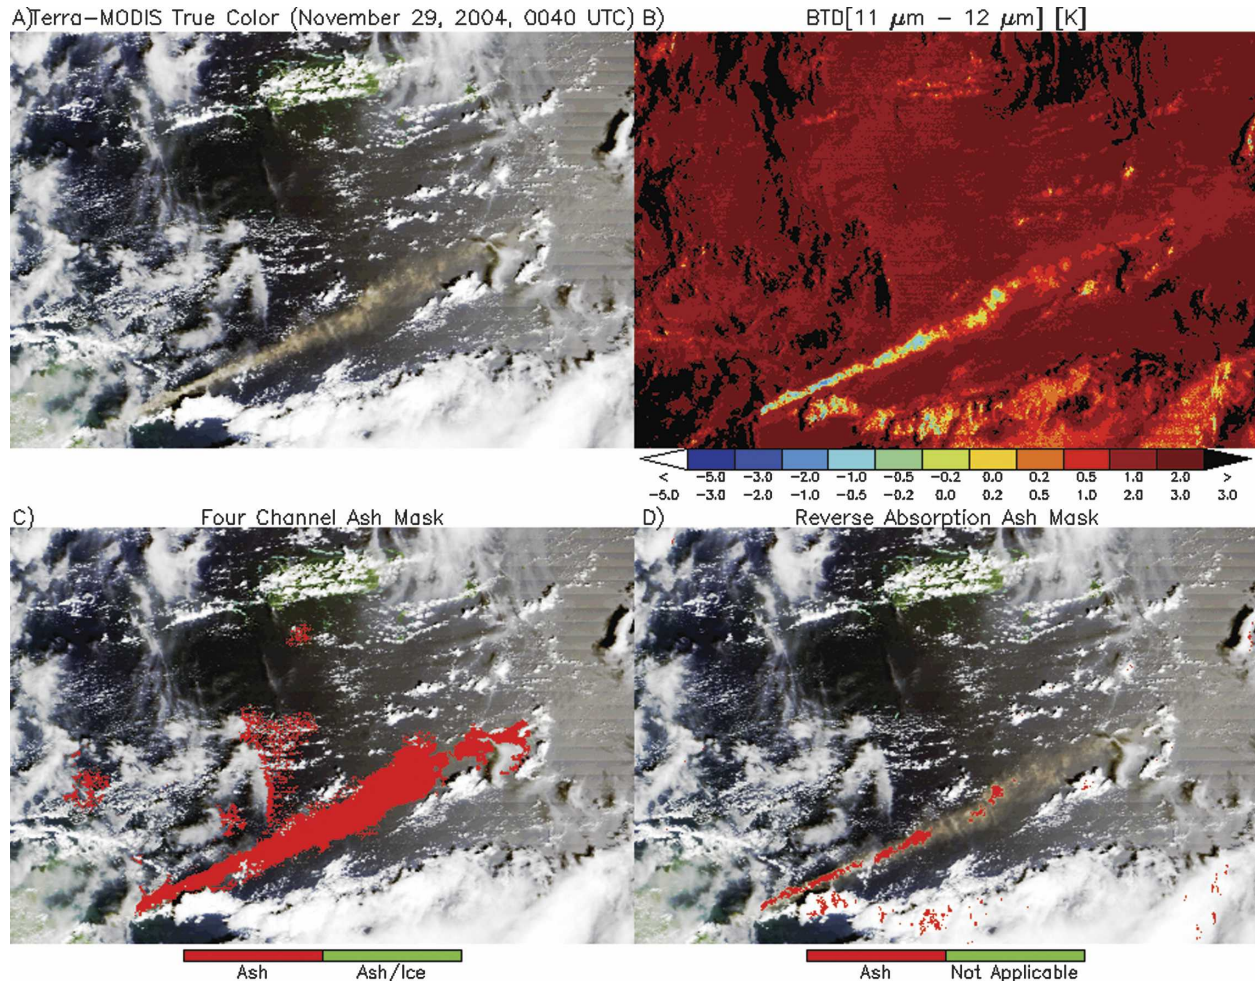 A)Terra-MODIS True Color (November 29, 2004, 0040 UTC)
B) BTD[11 μm - 12 μm] [K]
< -5.0 -3.0 -2.0 -1.0 -0.5 -0.2 0.0 0.2 0.5 1.0 2.0 >
-5.0 -3.0 -2.0 -1.0 -0.5 -0.2 0.0 0.2 0.5 1.0 2.0 3.0 3.0
C) Four Channel Ash Mask
D) Reverse Absorption Ash Mask
Ash Ash/Ice
Ash Not Applicable